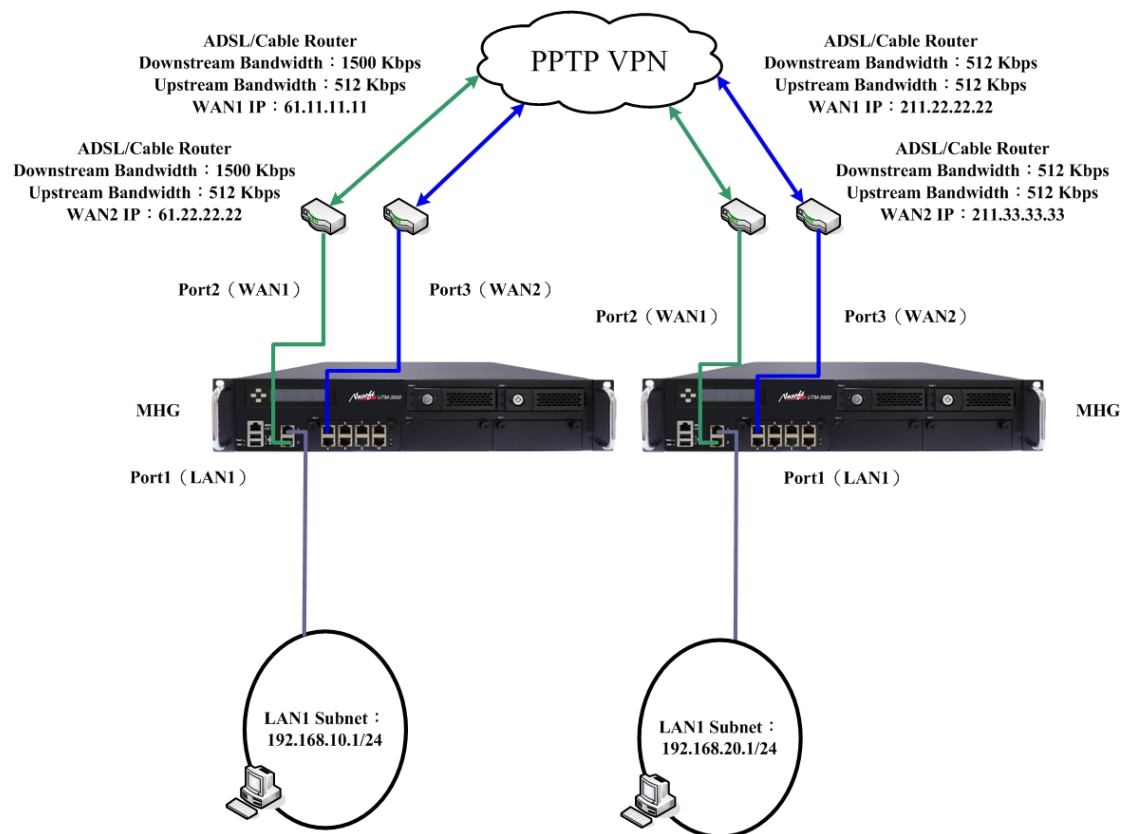 PPTP VPN
ADSL/Cable Router
Downstream Bandwidth：1500 Kbps
Upstream Bandwidth：512 Kbps
WAN1 IP：61.11.11.11
ADSL/Cable Router
Downstream Bandwidth：512 Kbps
Upstream Bandwidth：512 Kbps
WAN1 IP：211.22.22.22
ADSL/Cable Router
Downstream Bandwidth：1500 Kbps
Upstream Bandwidth：512 Kbps
WAN2 IP：61.22.22.22
ADSL/Cable Router
Downstream Bandwidth：512 Kbps
Upstream Bandwidth：512 Kbps
WAN2 IP：211.33.33.33
Port2（WAN1）
Port3（WAN2）
Port2（WAN1）
Port3（WAN2）
MHG
UTM-3500
UTM-3500
MHG
Port1（LAN1）
Port1（LAN1）
LAN1 Subnet：
192.168.10.1/24
LAN1 Subnet：
192.168.20.1/24